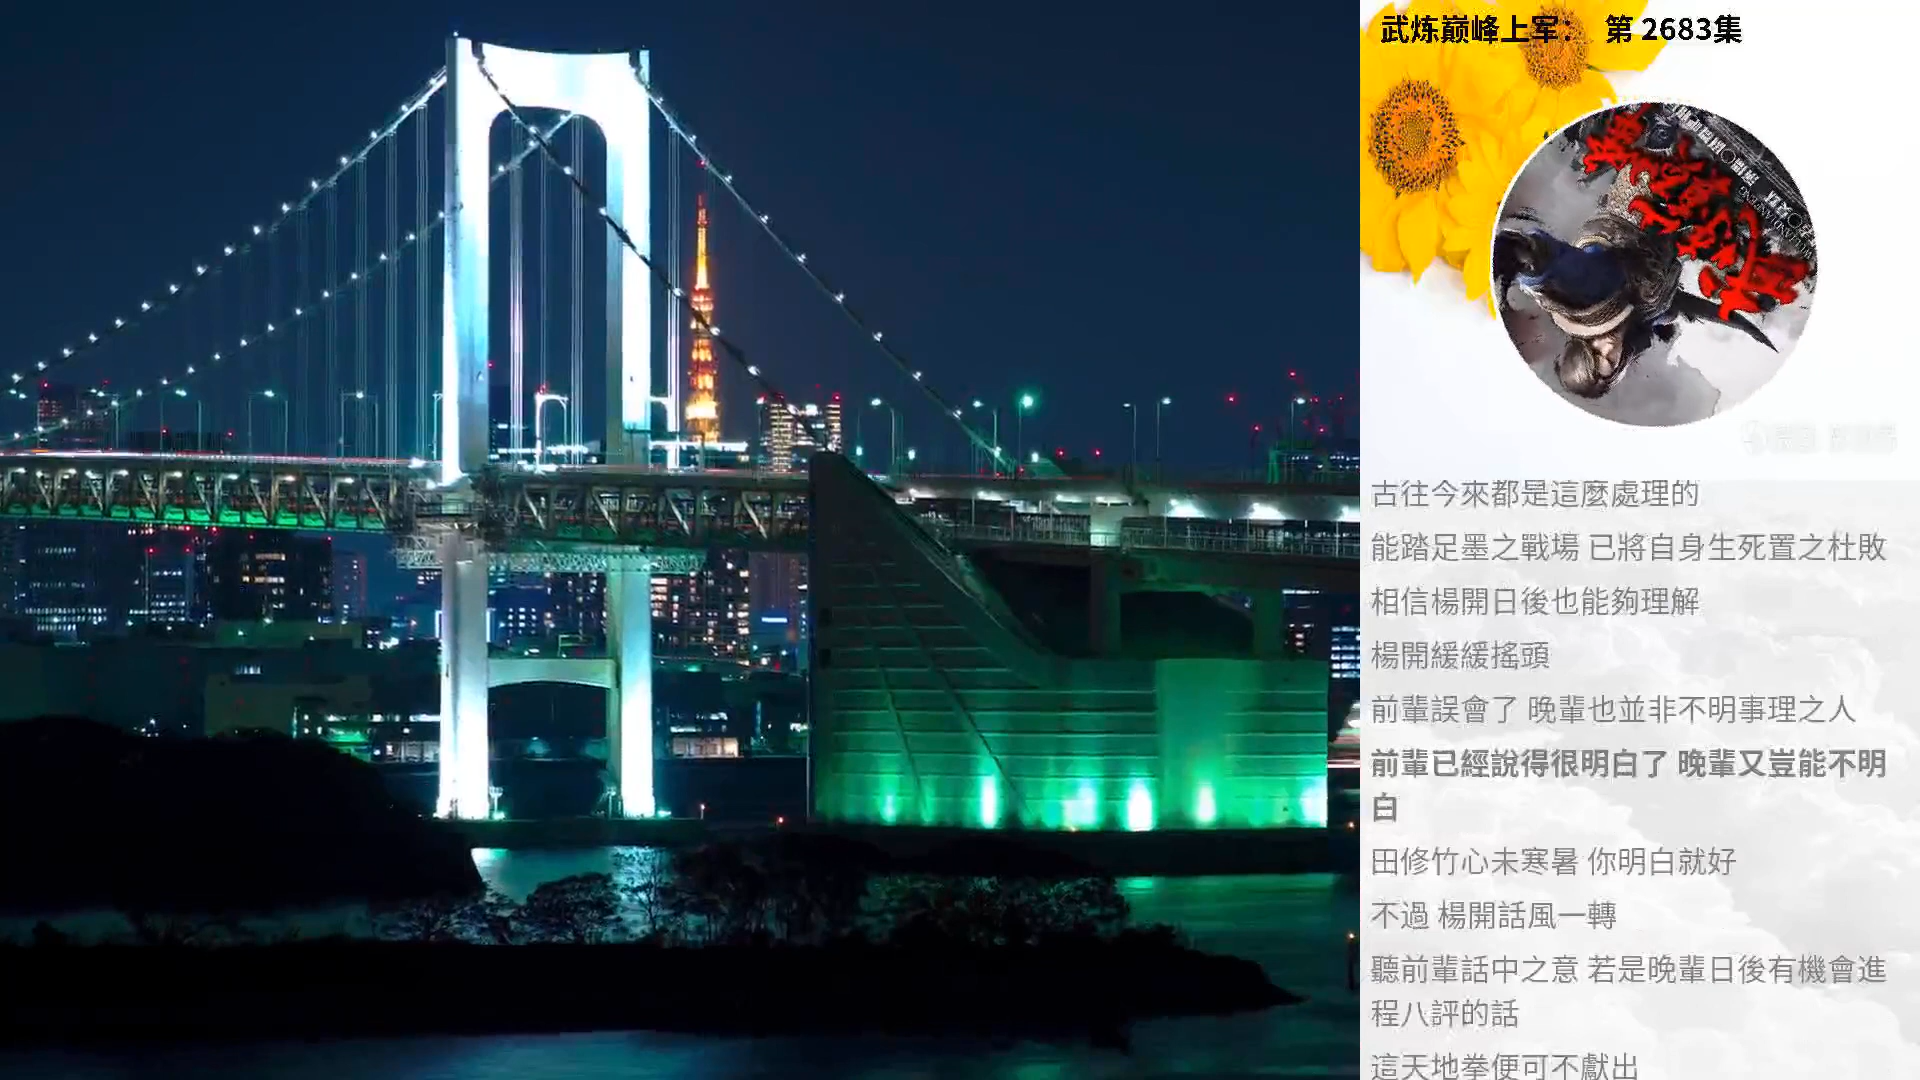 武炼巅峰上军： 第 2683集
古往今來都是這麼處理的
能踏足墨之戰場 已將自身生死置之杜敗
相信楊開日後也能夠理解
楊開緩緩搖頭
前輩誤會了 晚輩也並非不明事理之人
前輩已經說得很明白了 晚輩又豈能不明
白
田修竹心未寒暑 你明白就好
不過 楊開話風一轉
聽前輩話中之意 若是晚輩日後有機會進
程八評的話
這天地拳便可不獻出